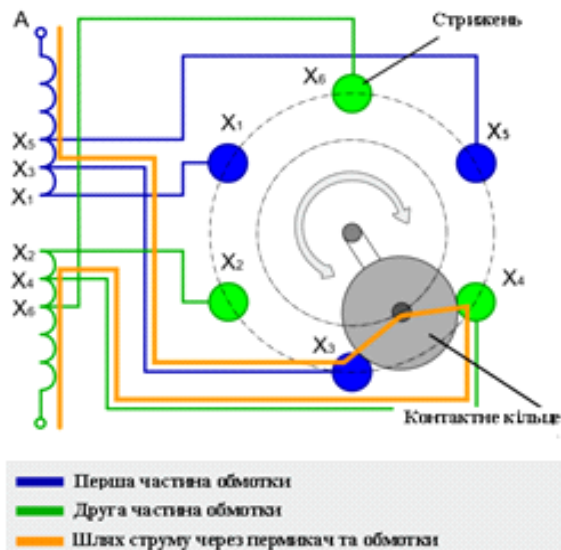 A
Стрижень
X6
X1
X5
X5
X3
X1
X2
X4
X6
X2
X4
X3
Контактне кільце
Перша частина обмотки
Друга частина обмотки
Шлях струму через пермикач та обмотки